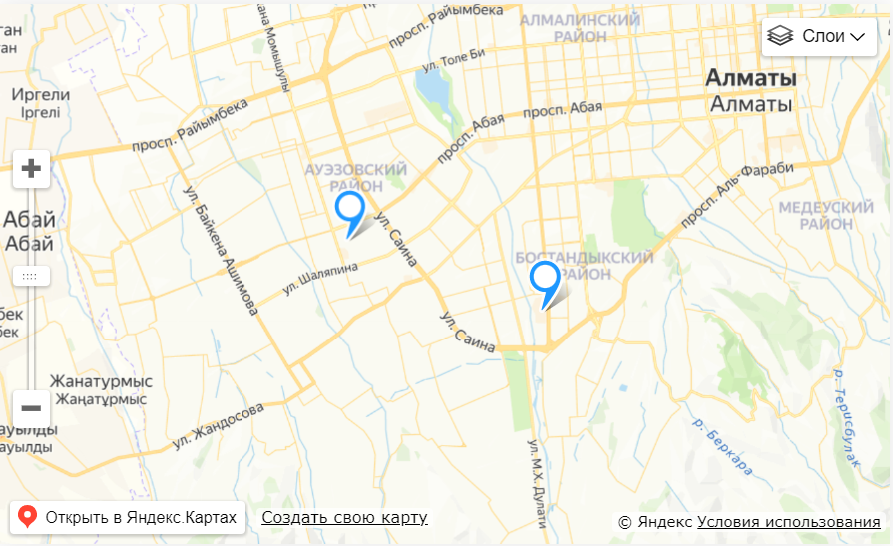 просп. Райымбека
АЛМАЛИНСКИЙ
РАЙОН
Слои
ул. Толе Би
Алматы
Алматы
Иргели
Іргелі
просп. Абая
просп. Райымбека
просп. Абая
АУЭЗОВСКИЙ
РАЙОН
просп. Аль-Фараби
ул. Байкена Ашимова
ул. Саина
МЕДЕУСКИЙ
РАЙОН
Абай
Абай
БОСТАНДЫКСКИЙ
РАЙОН
ул. Шаляпина
ул. Саина
Жанатурмыс
Жаңатұрмыс
р. Терисбулак
ул. Жандосова
р. Беркара
ул. М.Х. Дулати
Открыть в Яндекс.Картах
Создать свою карту
© Яндекс Условия использования